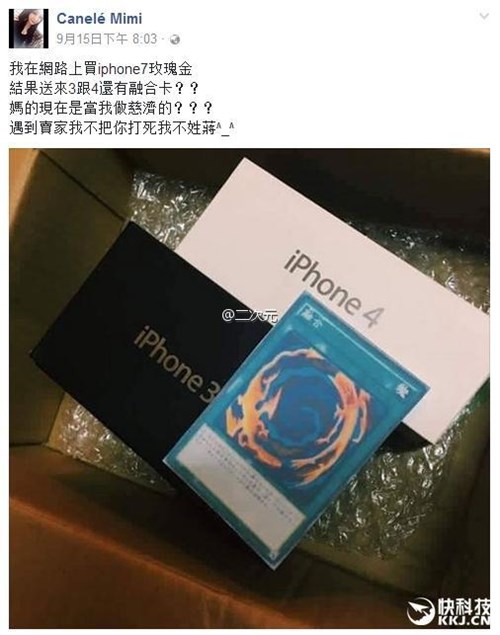 Canelé Mimi
9月15日下午 8:03
我在網路上買iphone7玫瑰金
結果送來3跟4還有融合卡？？
媽的現在是當我做慈濟的？？？
遇到賣家我不把你打死我不姓蔣^_^
iPhone 4
@二次元
iPhone 3
融合
快科技
KKJ.CN